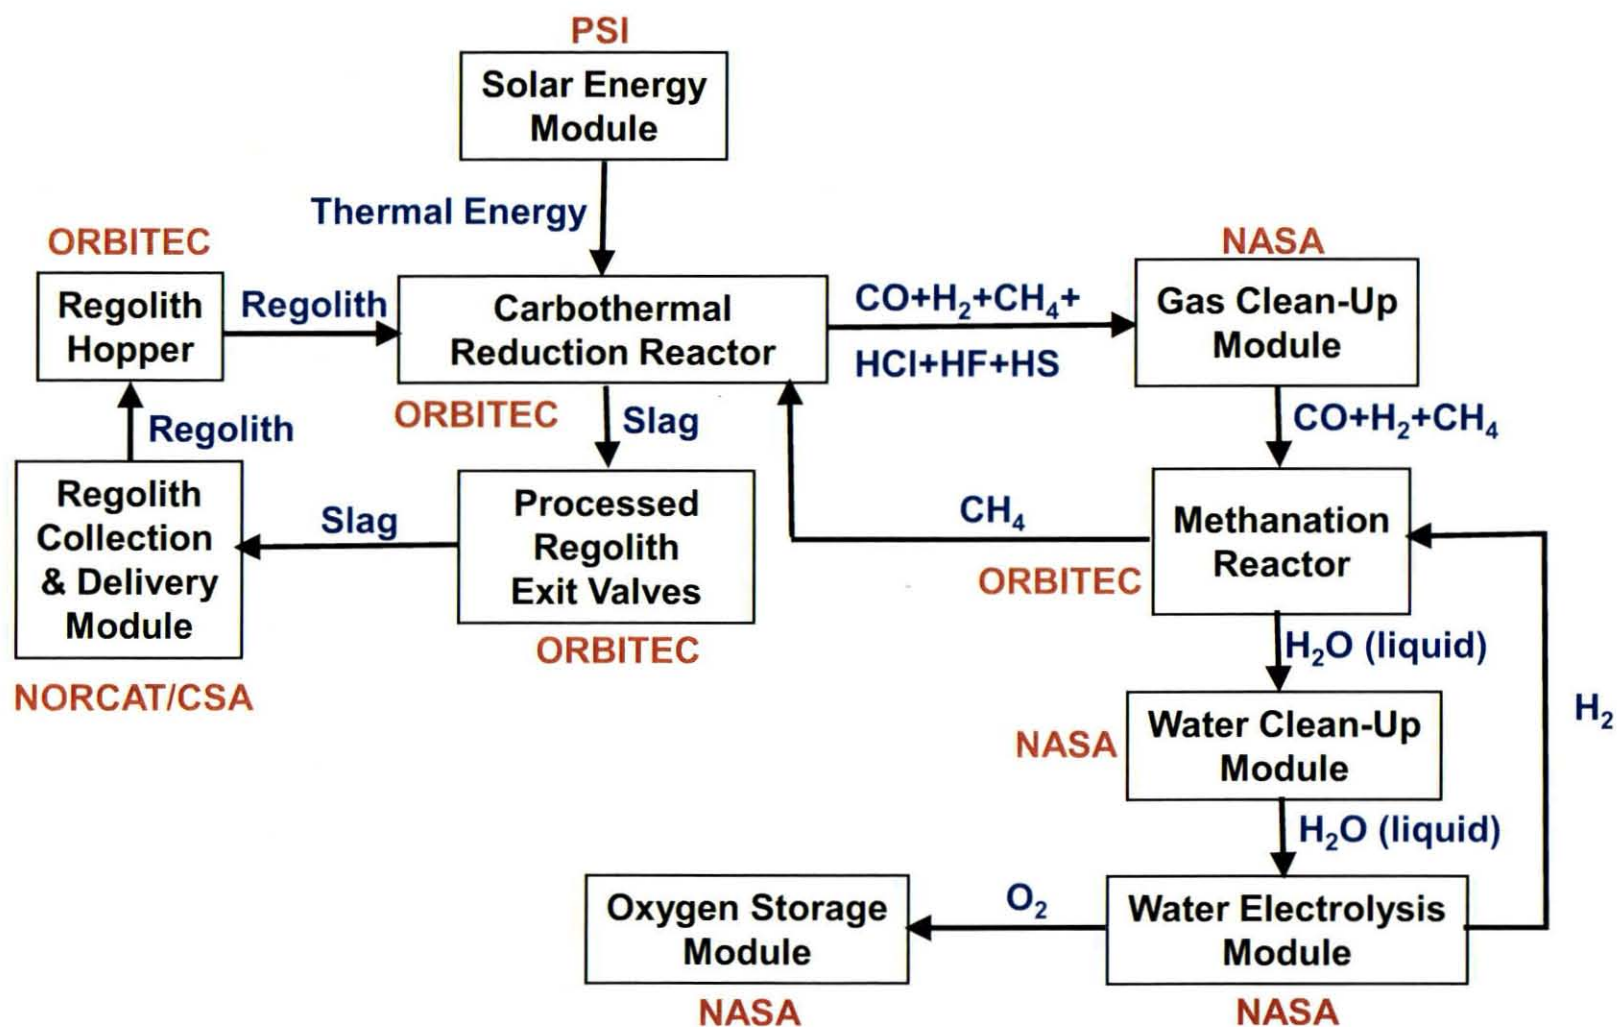 PSI
Solar Energy
Module
Thermal Energy
ORBITEC
Regolith
Hopper
Regolith
Carbothermal
Reduction Reactor
CO+H₂+CH₄+
HCl+HF+HS
NASA
Gas Clean-Up
Module
ORBITEC
Slag
CO+H₂+CH₄
Regolith
Regolith
Collection
& Delivery
Module
NORCAT/CSA
Slag
Processed
Regolith
Exit Valves
ORBITEC
CH₄
ORBITEC
Methanation
Reactor
H₂O (liquid)
NASA
Water Clean-Up
Module
H₂
H₂O (liquid)
Oxygen Storage
Module
NASA
O₂
Water Electrolysis
Module
NASA